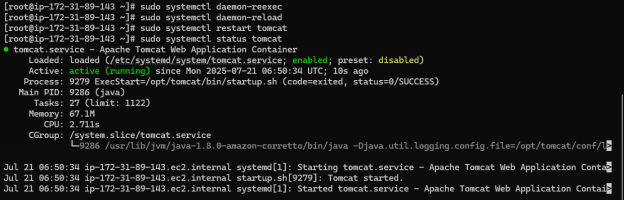 [root@ip-172-31-89-143 ~]# sudo systemctl daemon-reexec
[root@ip-172-31-89-143 ~]# sudo systemctl daemon-reload
[root@ip-172-31-89-143 ~]# sudo systemctl restart tomcat
[root@ip-172-31-89-143 ~]# sudo systemctl status tomcat
● tomcat.service - Apache Tomcat Web Application Container
Loaded: loaded (/etc/systemd/system/tomcat.service; enabled; preset: disabled)
Active: active (running) since Mon 2025-07-21 06:50:34 UTC; 10s ago
Process: 9279 ExecStart=/opt/tomcat/bin/startup.sh (code=exited, status=0/SUCCESS)
Main PID: 9286 (java)
Tasks: 27 (limit: 1122)
Memory: 67.1M
CPU: 2.711s
CGroup: /system.slice/tomcat.service
└─9286 /usr/lib/jvm/java-1.8.0-amazon-corretto/bin/java -Djava.util.logging.config.file=/opt/tomcat/conf/l>
Jul 21 06:50:34 ip-172-31-89-143.ec2.internal systemd[1]: Starting tomcat.service - Apache Tomcat Web Application Conta>
Jul 21 06:50:34 ip-172-31-89-143.ec2.internal startup.sh[9279]: Tomcat started.
Jul 21 06:50:34 ip-172-31-89-143.ec2.internal systemd[1]: Started tomcat.service - Apache Tomcat Web Application Contai>